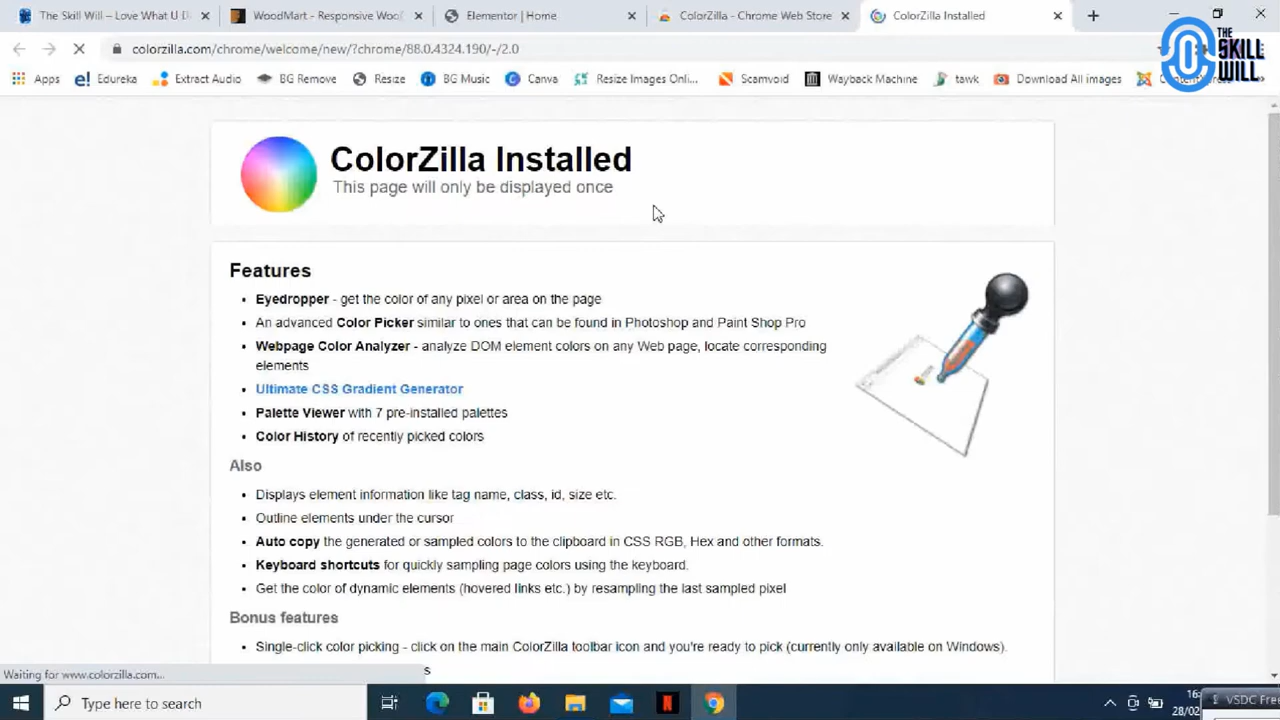 The Skill Will – Love What U D
WoodMart - Responsive Woo
Elementor | Home
ColorZilla - Chrome Web Store
ColorZilla Installed
colorzilla.com/chrome/welcome/new/?chrome/88.0.4324.190/-/2.0
THE SKILL WILL
Apps
Edureka
Extract Audio
BG Remove
Resize
BG Music
Canva
Resize Images Onli...
Scamvoid
Wayback Machine
tawk
Download All images
ColorZilla Installed
This page will only be displayed once
Features
Eyedropper - get the color of any pixel or area on the page
An advanced Color Picker similar to ones that can be found in Photoshop and Paint Shop Pro
Webpage Color Analyzer - analyze DOM element colors on any Web page, locate corresponding
elements
Ultimate CSS Gradient Generator
Palette Viewer with 7 pre-installed palettes
Color History of recently picked colors
Also
Displays element information like tag name, class, id, size etc.
Outline elements under the cursor
Auto copy the generated or sampled colors to the clipboard in CSS RGB, Hex and other formats.
Keyboard shortcuts for quickly sampling page colors using the keyboard.
Get the color of dynamic elements (hovered links etc.) by resampling the last sampled pixel
Bonus features
Single-click color picking - click on the main ColorZilla toolbar icon and you're ready to pick (currently only available on Windows).
Waiting for www.colorzilla.com...
Type here to search
16:
28/02
VSDC Free